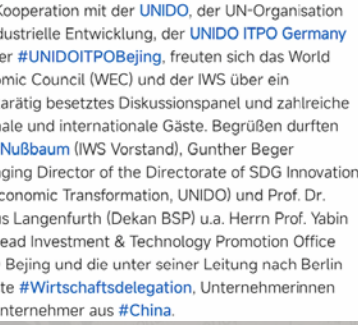 Kooperation mit der UNIDO, der UN-Organisation
dustrielle Entwicklung, der UNIDO ITPO Germany
er #UNIDOITPOBejing, freuten sich das World
omic Council (WEC) und der IWS über ein
arätig besetztes Diskussionspanel und zahlreiche
nale und internationale Gäste. Begrüßen durften
Nußbaum (IWS Vorstand), Gunther Beger
ging Director of the Directorate of SDG Innovation
conomic Transformation, UNIDO) und Prof. Dr.
us Langenfurth (Dekan BSP) u.a. Herrn Prof. Yabin
ead Investment & Technology Promotion Office
Bejing und die unter seiner Leitung nach Berlin
te #Wirtschaftsdelegation, Unternehmerinnen
nternehmer aus #China.